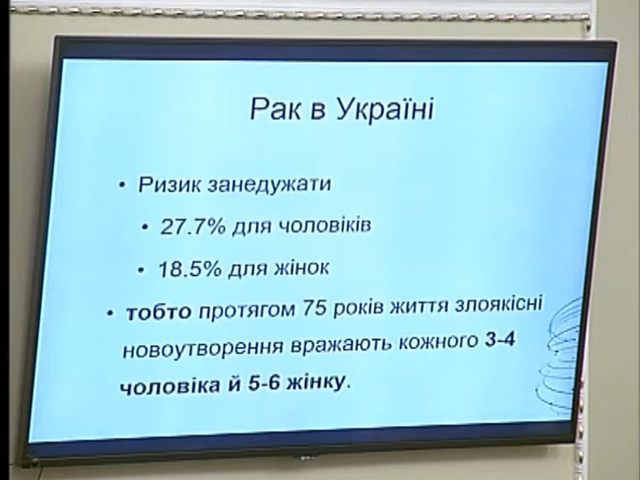 Рак в Україні
• Ризик занедужати
• 27.7% для чоловіків
• 18.5% для жінок
• тобто протягом 75 років життя злоякісні
новоутворення вражають кожного 3-4
чоловіка й 5-6 жінку.